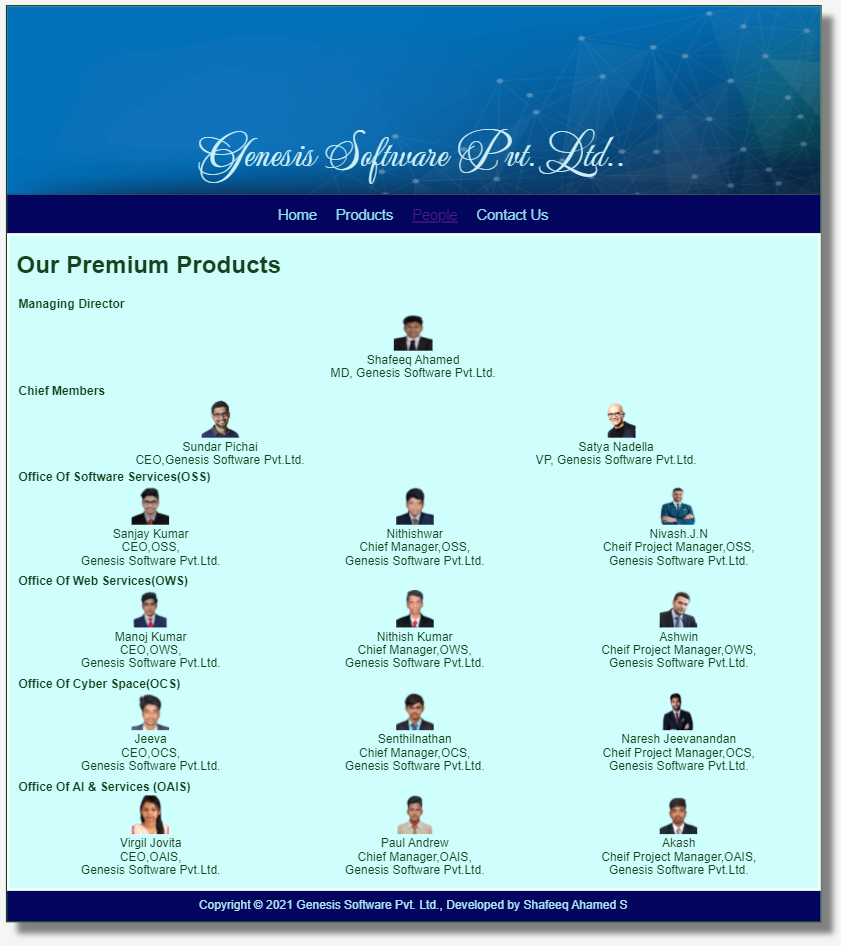 Genesis Software Pvt. Ltd..
Home Products People Contact Us
Our Premium Products
Managing Director
Shafeeq Ahamed
MD, Genesis Software Pvt.Ltd.
Chief Members
Sundar Pichai Satya Nadella
CEO,Genesis Software Pvt.Ltd. VP, Genesis Software Pvt.Ltd.
Office Of Software Services(OSS)
Sanjay Kumar Nithishwar Nivash.J.N
CEO,OSS, Chief Manager,OSS, Cheif Project Manager,OSS,
Genesis Software Pvt.Ltd. Genesis Software Pvt.Ltd. Genesis Software Pvt.Ltd.
Office Of Web Services(OWS)
Manoj Kumar Nithish Kumar Ashwin
CEO,OWS, Chief Manager,OWS, Cheif Project Manager,OWS,
Genesis Software Pvt.Ltd. Genesis Software Pvt.Ltd. Genesis Software Pvt.Ltd.
Office Of Cyber Space(OCS)
Jeeva Senthilnathan Naresh Jeevanandan
CEO,OCS, Chief Manager,OCS, Cheif Project Manager,OCS,
Genesis Software Pvt.Ltd. Genesis Software Pvt.Ltd. Genesis Software Pvt.Ltd.
Office Of AI & Services (OAIS)
Virgil Jovita Paul Andrew Akash
CEO,OAIS, Chief Manager,OAIS, Cheif Project Manager,OAIS,
Genesis Software Pvt.Ltd. Genesis Software Pvt.Ltd. Genesis Software Pvt.Ltd.
Copyright © 2021 Genesis Software Pvt. Ltd., Developed by Shafeeq Ahamed S